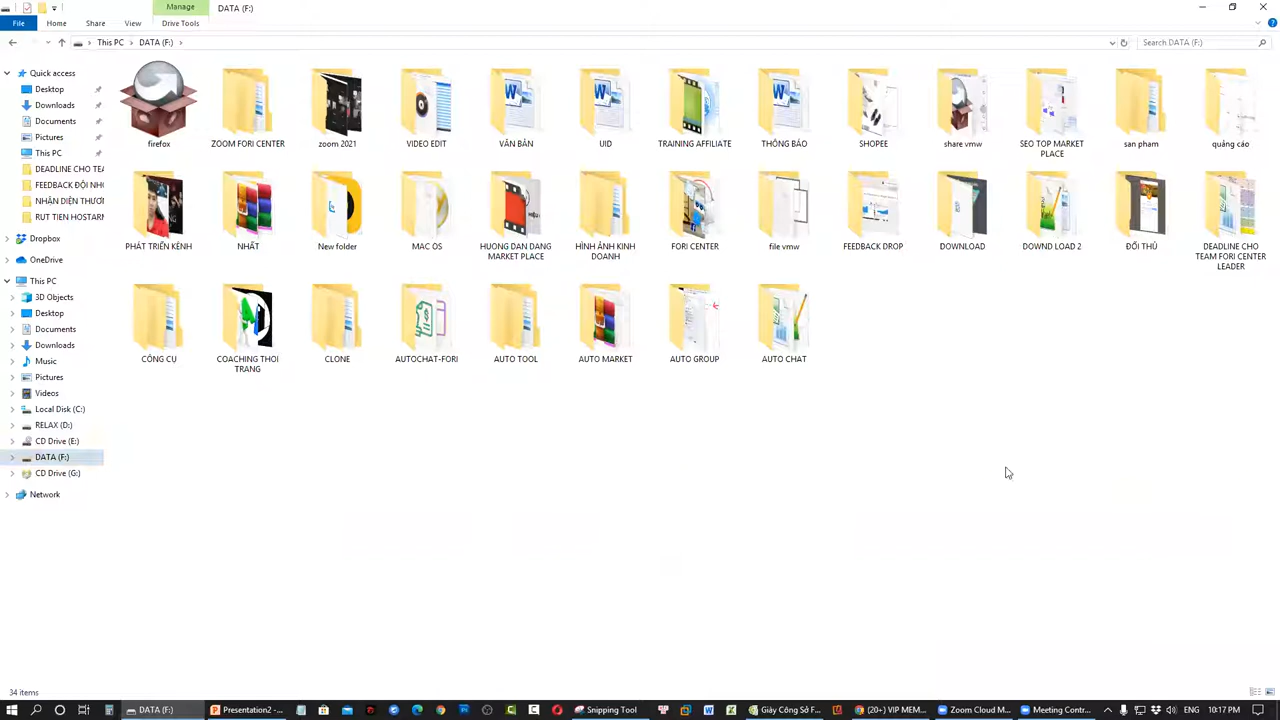 Manage
DATA (F:)
File
Home
Share
View
Drive Tools
This PC
DATA (F:)
Search DATA (F:)
Quick access
Desktop
Downloads
Documents
Pictures
This PC
DEADLINE CHO TEA
FEEDBACK ĐỘI NHÓ
NHẬN DIỆN THƯƠ
RUT TIEN HOSTARM
Dropbox
OneDrive
This PC
3D Objects
Desktop
Documents
Downloads
Music
Pictures
Videos
Local Disk (C:)
RELAX (D:)
CD Drive (E:)
DATA (F:)
CD Drive (G:)
Network
firefox
ZOOM FORI CENTER
zoom 2021
VIDEO EDIT
VĂN BẢN
UID
TRAINING AFFILIATE
THÔNG BÁO
SHOPEE
share vmw
SEO TOP MARKET
PLACE
san pham
quảng cáo
PHÁT TRIỂN KÊNH
NHẤT
New folder
MAC OS
HUONG DAN DANG
MARKET PLACE
HÌNH ẢNH KINH
DOANH
FORI CENTER
file vmw
FEEDBACK DROP
DOWNLOAD
DOWND LOAD 2
ĐỐI THỦ
DEADLINE CHO
TEAM FORI CENTER
LEADER
CÔNG CỤ
COACHING THOI
TRANG
CLONE
AUTOCHAT-FORI
AUTO TOOL
AUTO MARKET
AUTO GROUP
AUTO CHAT
34 items
DATA (F:)
Presentation2 -...
Snipping Tool
Giày Công Sở F...
(20+) VIP MEM...
Zoom Cloud M...
Meeting Contr...
ENG
10:17 PM